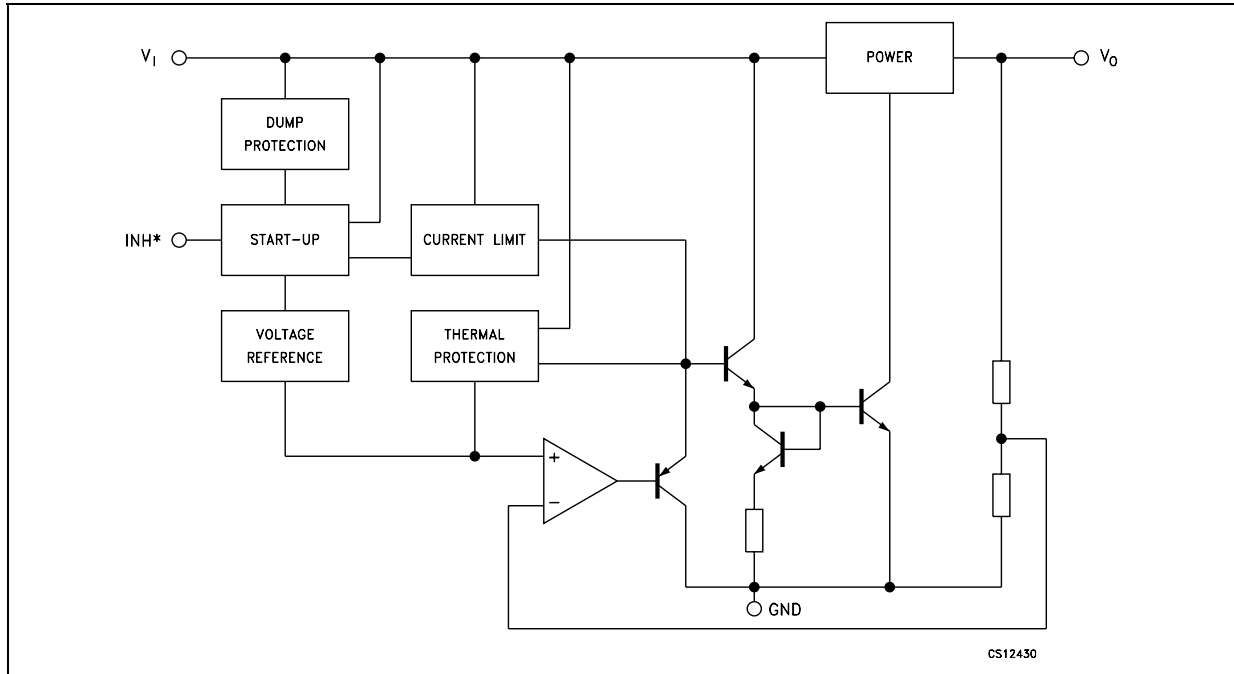 V_I
POWER
V_O
DUMP
PROTECTION
INH*
START-UP
CURRENT LIMIT
VOLTAGE
REFERENCE
THERMAL
PROTECTION
+
−
GND
CS12430